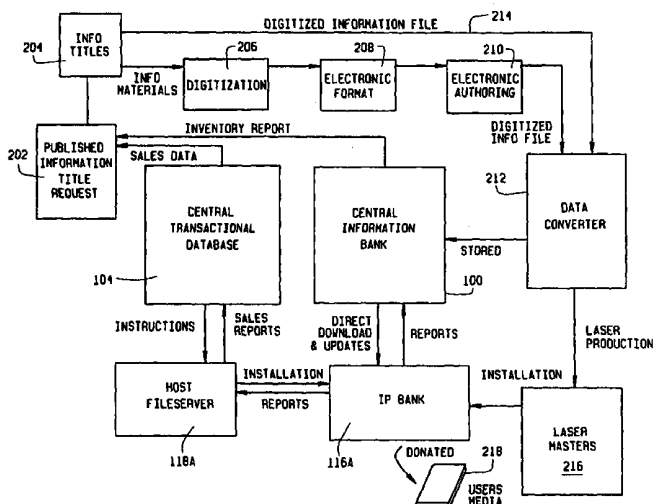 DIGITIZED INFORMATION FILE
214
204
INFO
TITLES
206
208
210
INFO
MATERIALS
DIGITIZATION
ELECTRONIC
FORMAT
ELECTRONIC
AUTHORING
INVENTORY REPORT
SALES DATA
202
PUBLISHED
INFORMATION
TITLE
REQUEST
DIGITIZED
INFO FILE
212
CENTRAL
TRANSACTIONAL
DATABASE
104
CENTRAL
INFORMATION
BANK
100
STORED
DATA
CONVERTER
INSTRUCTIONS
SALES
REPORTS
DIRECT
DOWNLOAD
& UPDATES
REPORTS
LASER
PRODUCTION
HOST
FILESERVER
118A
INSTALLATION
REPORTS
IP BANK
116A
INSTALLATION
LASER
MASTERS
216
DONATED
218
USERS
MEDIA